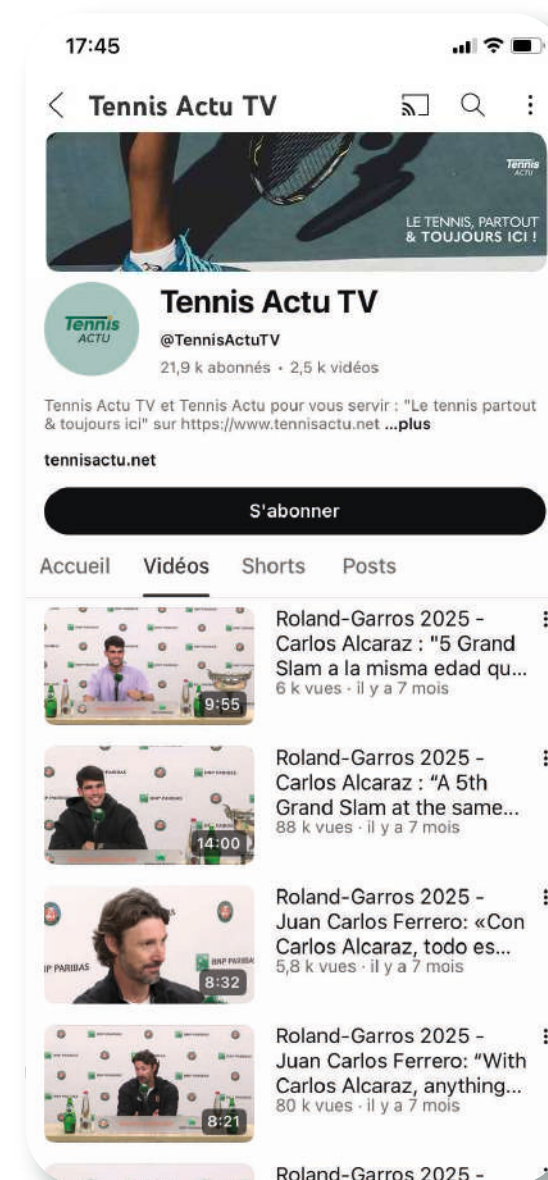 17:45
Tennis Actu TV
Tennis
ACTU
LE TENNIS, PARTOUT
& TOUJOURS ICI !
Tennis
ACTU
Tennis Actu TV
@TennisActuTV
21,9 k abonnés • 2,5 k vidéos
Tennis Actu TV et Tennis Actu pour vous servir : "Le tennis partout
& toujours ici" sur https://www.tennisactu.net ...plus
tennisactu.net
S'abonner
Accueil Vidéos Shorts Posts
9:55
Roland-Garros 2025 -
Carlos Alcaraz : "5 Grand
Slam a la misma edad qu...
6 k vues · il y a 7 mois
BNP PARIBAS
14:00
Roland-Garros 2025 -
Carlos Alcaraz : “A 5th
Grand Slam at the same...
88 k vues · il y a 7 mois
IP PARIBAS
BNP PARIBA
8:32
Roland-Garros 2025 -
Juan Carlos Ferrero: «Con
Carlos Alcaraz, todo es...
5,8 k vues · il y a 7 mois
8:21
Roland-Garros 2025 -
Juan Carlos Ferrero: “With
Carlos Alcaraz, anything...
80 k vues · il y a 7 mois
Roland-Garros 2025 -